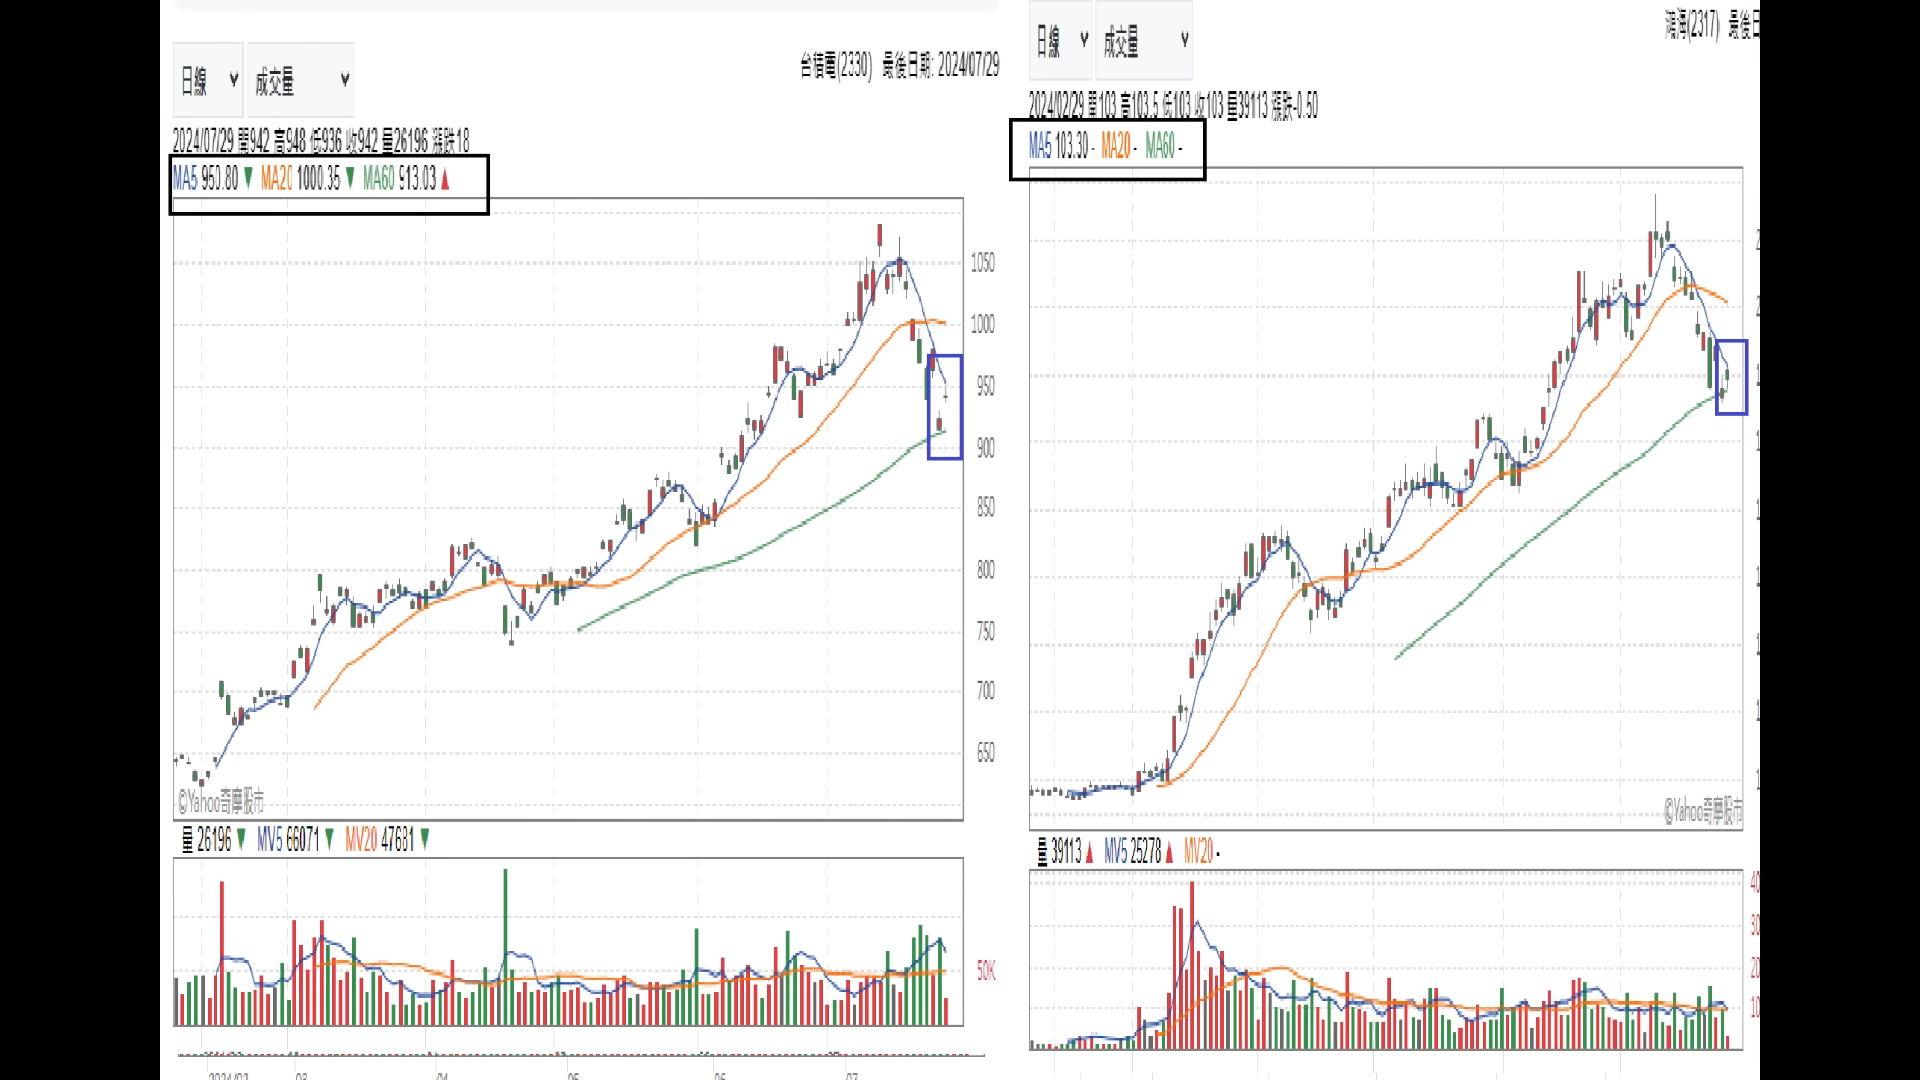 日線 成交量
台積電(2330) 最後日期: 2024/07/29
2024/07/29 開942 高948 低936 收942 量26196 漲跌18
MA5 950.80 ▼ MA20 1000.35 ▼ MA60 913.03 ▲
1050
1000
950
900
850
800
750
700
650
©Yahoo奇摩股市
量 26196 ▼ MV5 66071 ▼ MV20 47681 ▼
50K
日線 成交量
鴻海(2317) 最後日
2024/02/29 開103 高103.5 低103 收103 量39113 漲跌-0.50
MA5 103.30 - MA20 - MA60 -
©Yahoo奇摩股市
量 39113 ▲ MV5 25278 ▲ MV20 -